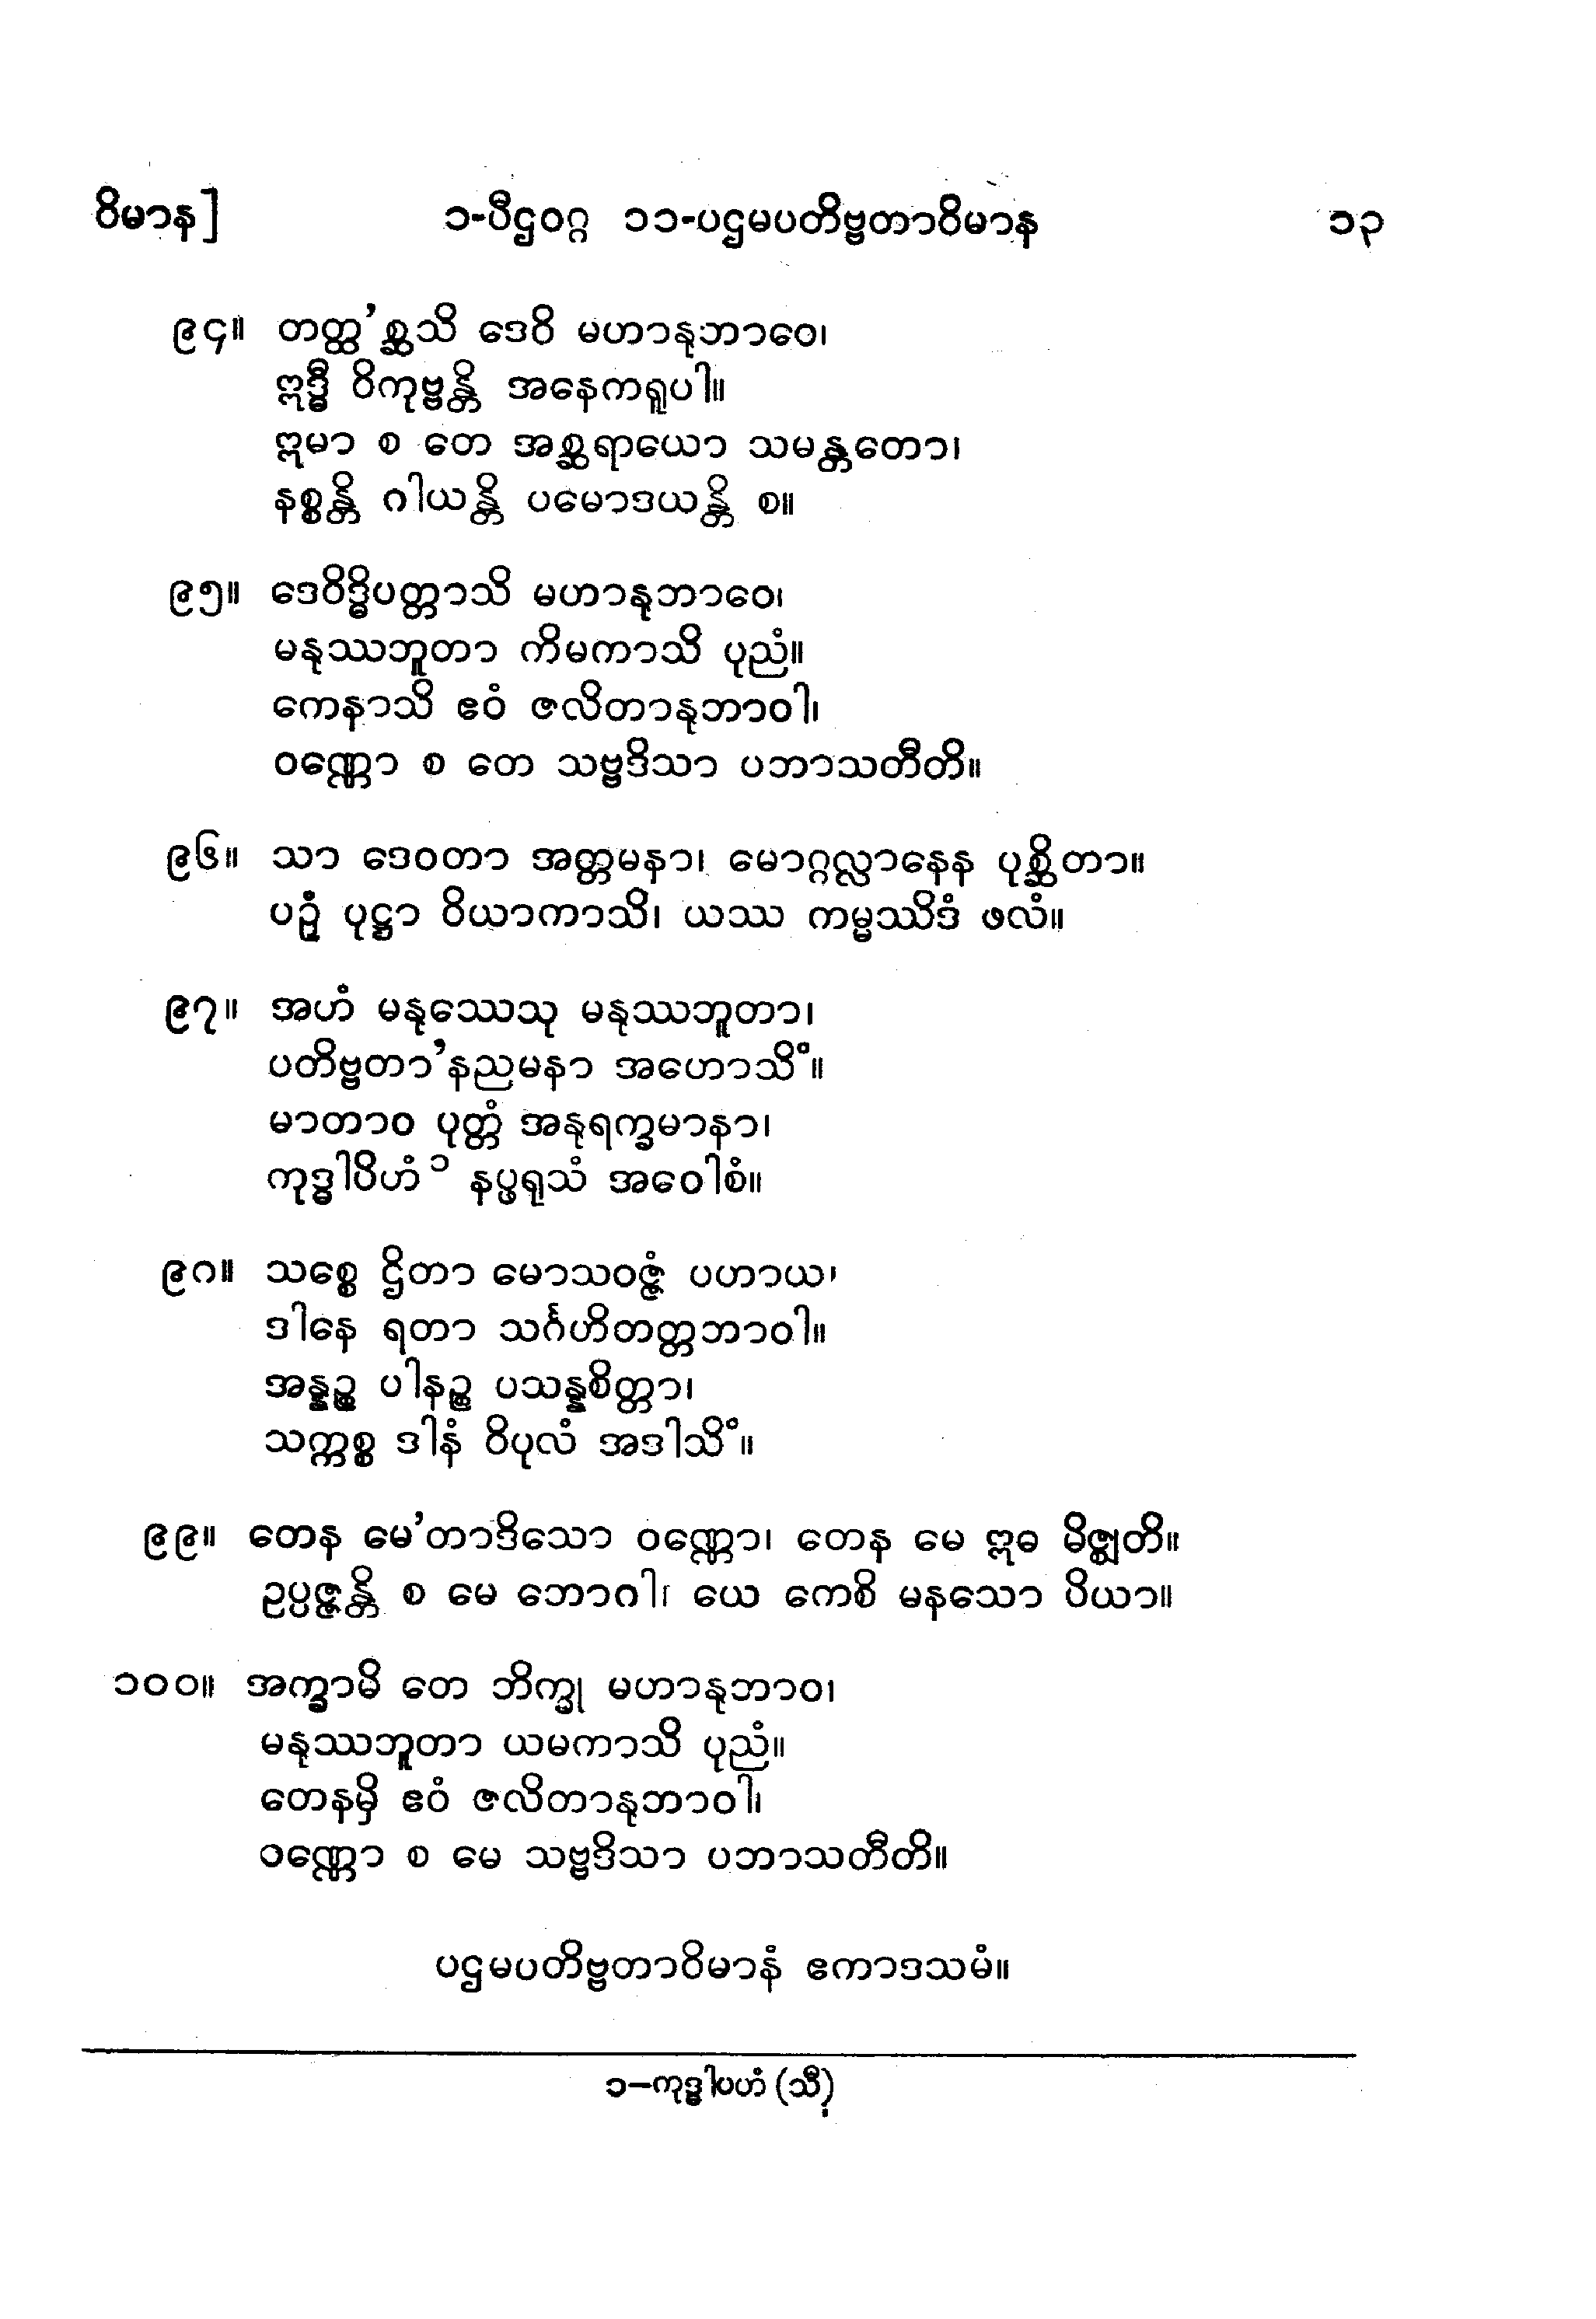 ဝိမာန]	၁-ပီဌဝဂ္ဂ ၁၁-ပဌမပတိဗ္ဗတာဝိမာန	၁၃
၉၄။ တတ္ထ’စ္ဆသိ ဒေဝိ မဟာနုဘာဝေ၊
ဣဒ္ဓီ ဝိကုဗ္ဗန္တိ အနေကရူပါ။
ဣမာ စ တေ အစ္ဆရာယော သမန္တတော၊
နစ္စန္တိ ဂါယန္တိ ပမောဒယန္တိ စ။
၉၅။ ဒေဝိဒ္ဓိပတ္တာသိ မဟာနုဘာဝေ၊
မနုဿဘူတာ ကိမကာသိ ပုညံ။
ကေနာသိ ဧဝံ ဇလိတာနုဘာဝါ၊
ဝဏ္ဏော စ တေ သဗ္ဗဒိသာ ပဘာသတီတိ။
၉၆။ သာ ဒေဝတာ အတ္တမနာ၊ မောဂ္ဂလ္လာနေန ပုစ္ဆိတာ။
ပဉှံ ပုဋ္ဌာ ဝိယာကာသိ၊ ယဿ ကမ္မဿိဒံ ဖလံ။
၉၇။ အဟံ မနုဿေသု မနုဿဘူတာ၊
ပတိဗ္ဗတာ’နညမနာ အဟောသိံ။
မာတာဝ ပုတ္တံ အနုရက္ခမာနာ၊
ကုဒ္ဓါပိဟံ ၁ နပ္ဖရုသံ အဝေါစံ။
၉၈။ သစ္စေ ဌိတာ မောသဝဇ္ဇံ ပဟာယ၊
ဒါနေ ရတာ သင်္ဂဟိတတ္တဘာဝါ။
အန္နဉ္စ ပါနဉ္စ ပသန္နစိတ္တာ၊
သက္ကစ္စ ဒါနံ ဝိပုလံ အဒါသိံ။
၉၉။ တေန မေ’တာဒိသော ဝဏ္ဏော၊ တေန မေ ဣဓ မိဇ္ဈတိ။
ဥပ္ပဇ္ဇန္တိ စ မေ ဘောဂါ၊ ယေ ကေစိ မနသော ပိယာ။
၁၀၀။ အက္ခာမိ တေ ဘိက္ခု မဟာနုဘာဝ၊
မနုဿဘူတာ ယမကာသိ ပုညံ။
တေနမှိ ဧဝံ ဇလိတာနုဘာဝါ၊
ဝဏ္ဏော စ မေ သဗ္ဗဒိသာ ပဘာသတီတိ။
ပဌမပတိဗ္ဗတာဝိမာနံ ဧကာဒသမံ။
၁—ကုဒ္ဓါပဟံ (သီ)